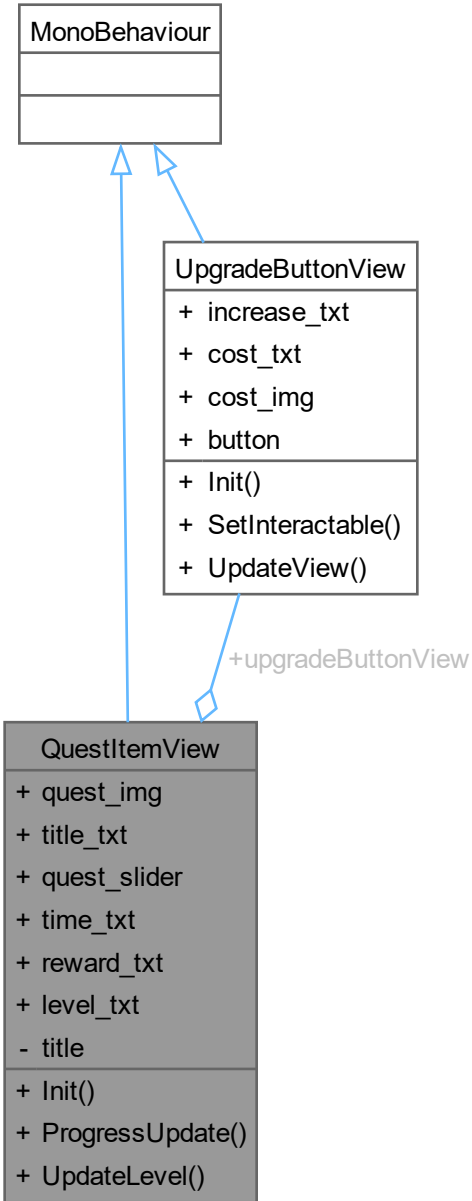 MonoBehaviour
UpgradeButtonView
+ increase_txt
+ cost_txt
+ cost_img
+ button
+ Init()
+ SetInteractable()
+ UpdateView()
+upgradeButtonView
QuestItemView
+ quest_img
+ title_txt
+ quest_slider
+ time_txt
+ reward_txt
+ level_txt
- title
+ Init()
+ ProgressUpdate()
+ UpdateLevel()